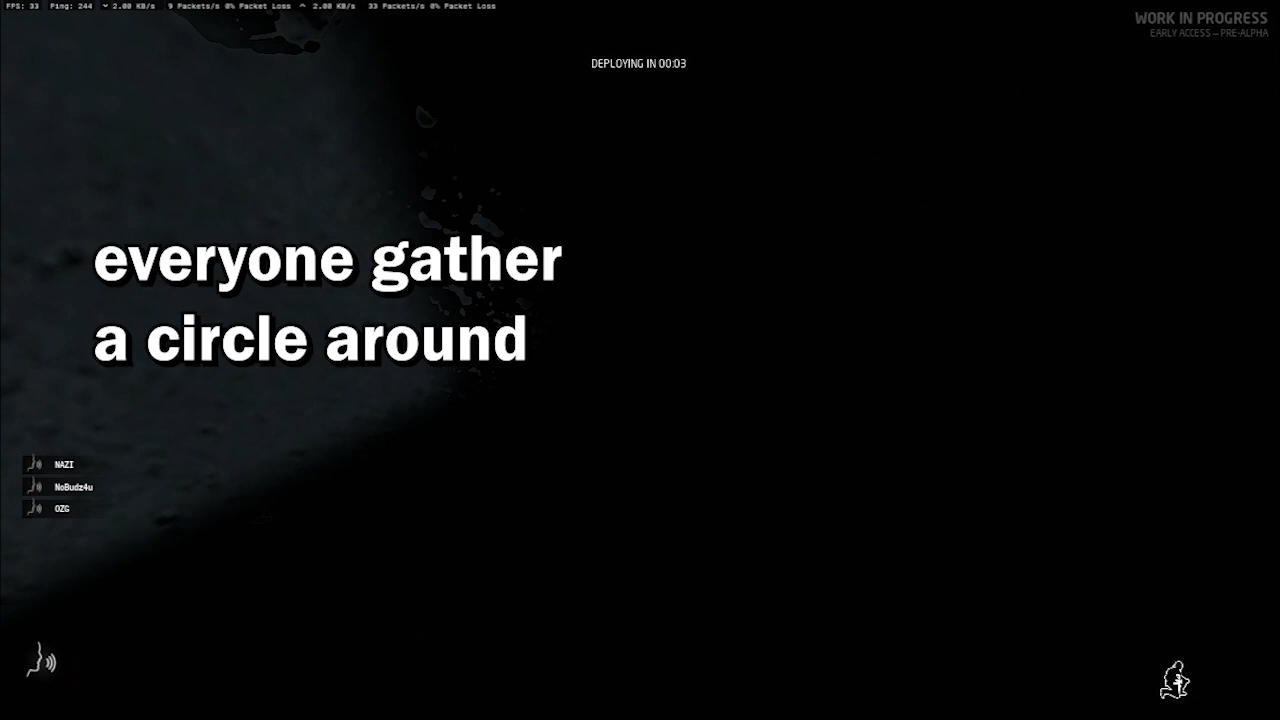 FPS: 33 Ping: 244 2.00 KB/s 9 Packets/s 0% Packet Loss ^ 2.00 KB/s 33 Packets/s 0% Packet Loss
WORK IN PROGRESS
EARLY ACCESS – PRE-ALPHA
DEPLOYING IN 00:03
everyone gather
a circle around
NAZI
NoBudz4u
OZG